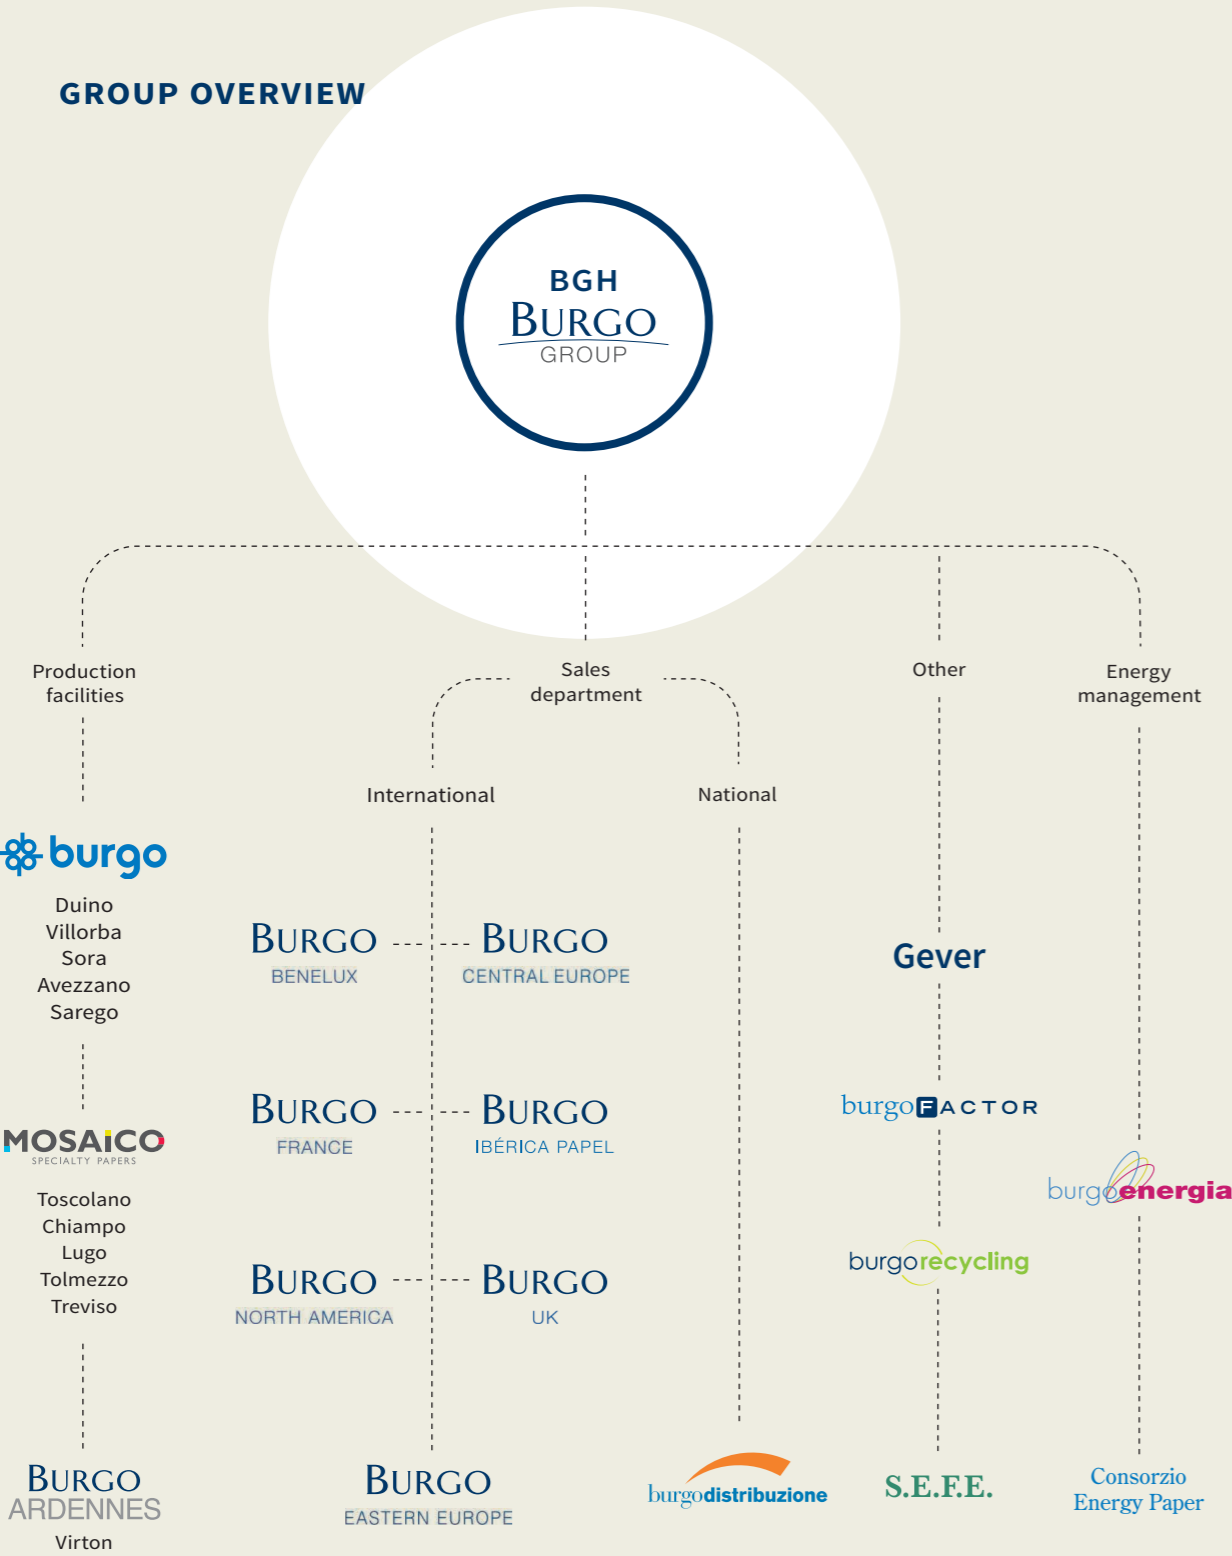 GROUP OVERVIEW
BGH
BURGO
GROUP
Production
facilities
Sales
department
Other
Energy
management
International
National
burgo
Duino
Villorba
Sora
Avezzano
Sarego
MOSAICO
SPECIALTY PAPERS
Toscolano
Chiampo
Lugo
Tolmezzo
Treviso
BURGO
ARDENNES
Virton
BURGO
BENELUX
BURGO
CENTRAL EUROPE
BURGO
FRANCE
BURGO
IBÉRICA PAPEL
BURGO
NORTH AMERICA
BURGO
UK
BURGO
EASTERN EUROPE
burgodistribuzione
Gever
burgo FACTOR
burgorecycling
S.E.F.E.
burgoenergia
Consorzio
Energy Paper